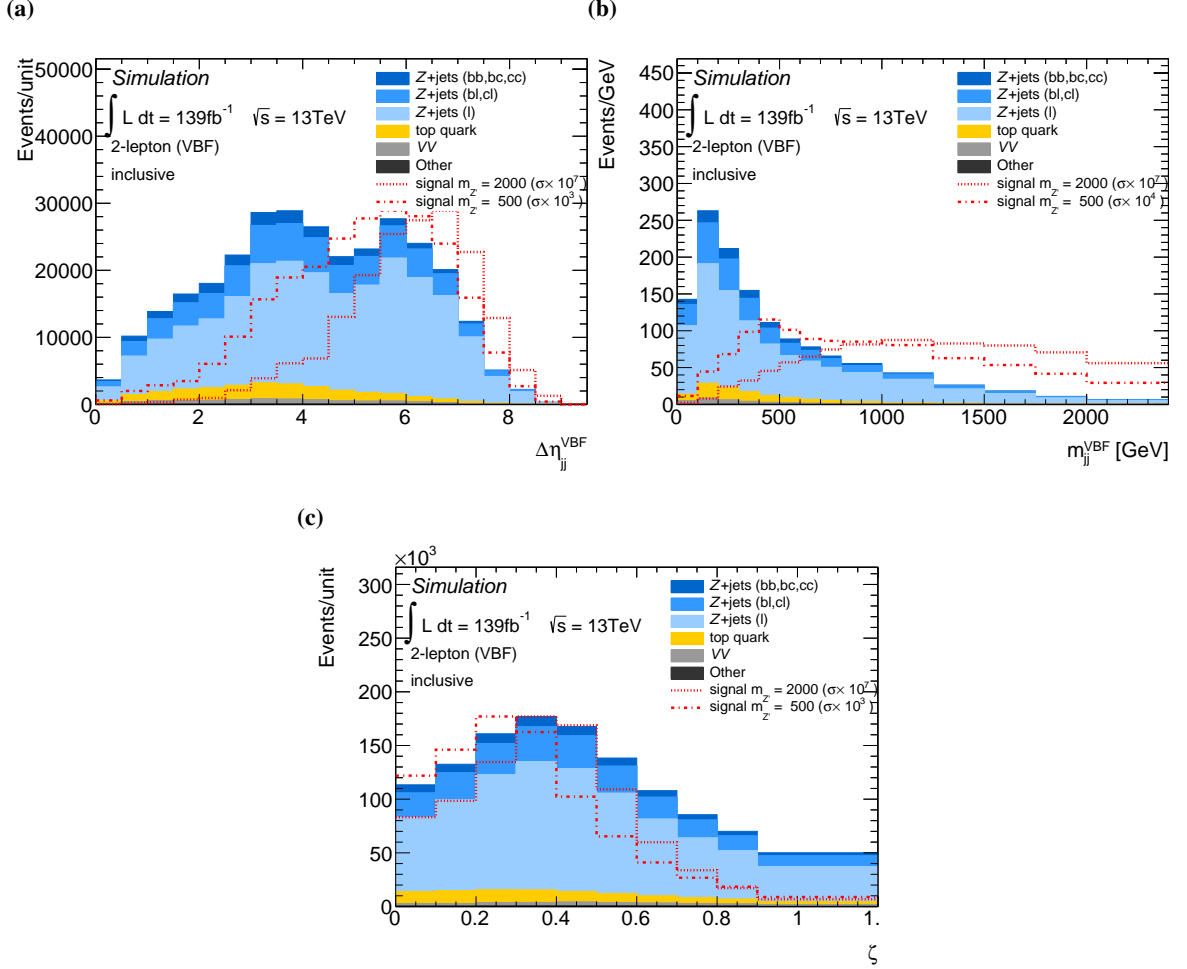 (a)
Events/unit
50000
40000
30000
20000
10000
0
Simulation
∫ L dt = 139fb⁻¹ √s = 13TeV
2-lepton (VBF)
inclusive
Z+jets (bb,bc,cc)
Z+jets (bl,cl)
Z+jets (l)
top quark
VV
Other
signal m_Z' = 2000 (σ× 10⁷)
signal m_Z' = 500 (σ× 10³)
0 2 4 6 8
Δη_jj^VBF
(b)
Events/GeV
450
400
350
300
250
200
150
100
50
0
Simulation
∫ L dt = 139fb⁻¹ √s = 13TeV
2-lepton (VBF)
inclusive
Z+jets (bb,bc,cc)
Z+jets (bl,cl)
Z+jets (l)
top quark
VV
Other
signal m_Z' = 2000 (σ× 10⁷)
signal m_Z' = 500 (σ× 10⁴)
0 500 1000 1500 2000
m_jj^VBF [GeV]
(c)
×10³
Events/unit
300
250
200
150
100
50
0
Simulation
∫ L dt = 139fb⁻¹ √s = 13TeV
2-lepton (VBF)
inclusive
Z+jets (bb,bc,cc)
Z+jets (bl,cl)
Z+jets (l)
top quark
VV
Other
signal m_Z' = 2000 (σ× 10⁷)
signal m_Z' = 500 (σ× 10³)
0 0.2 0.4 0.6 0.8 1 1.
ζ